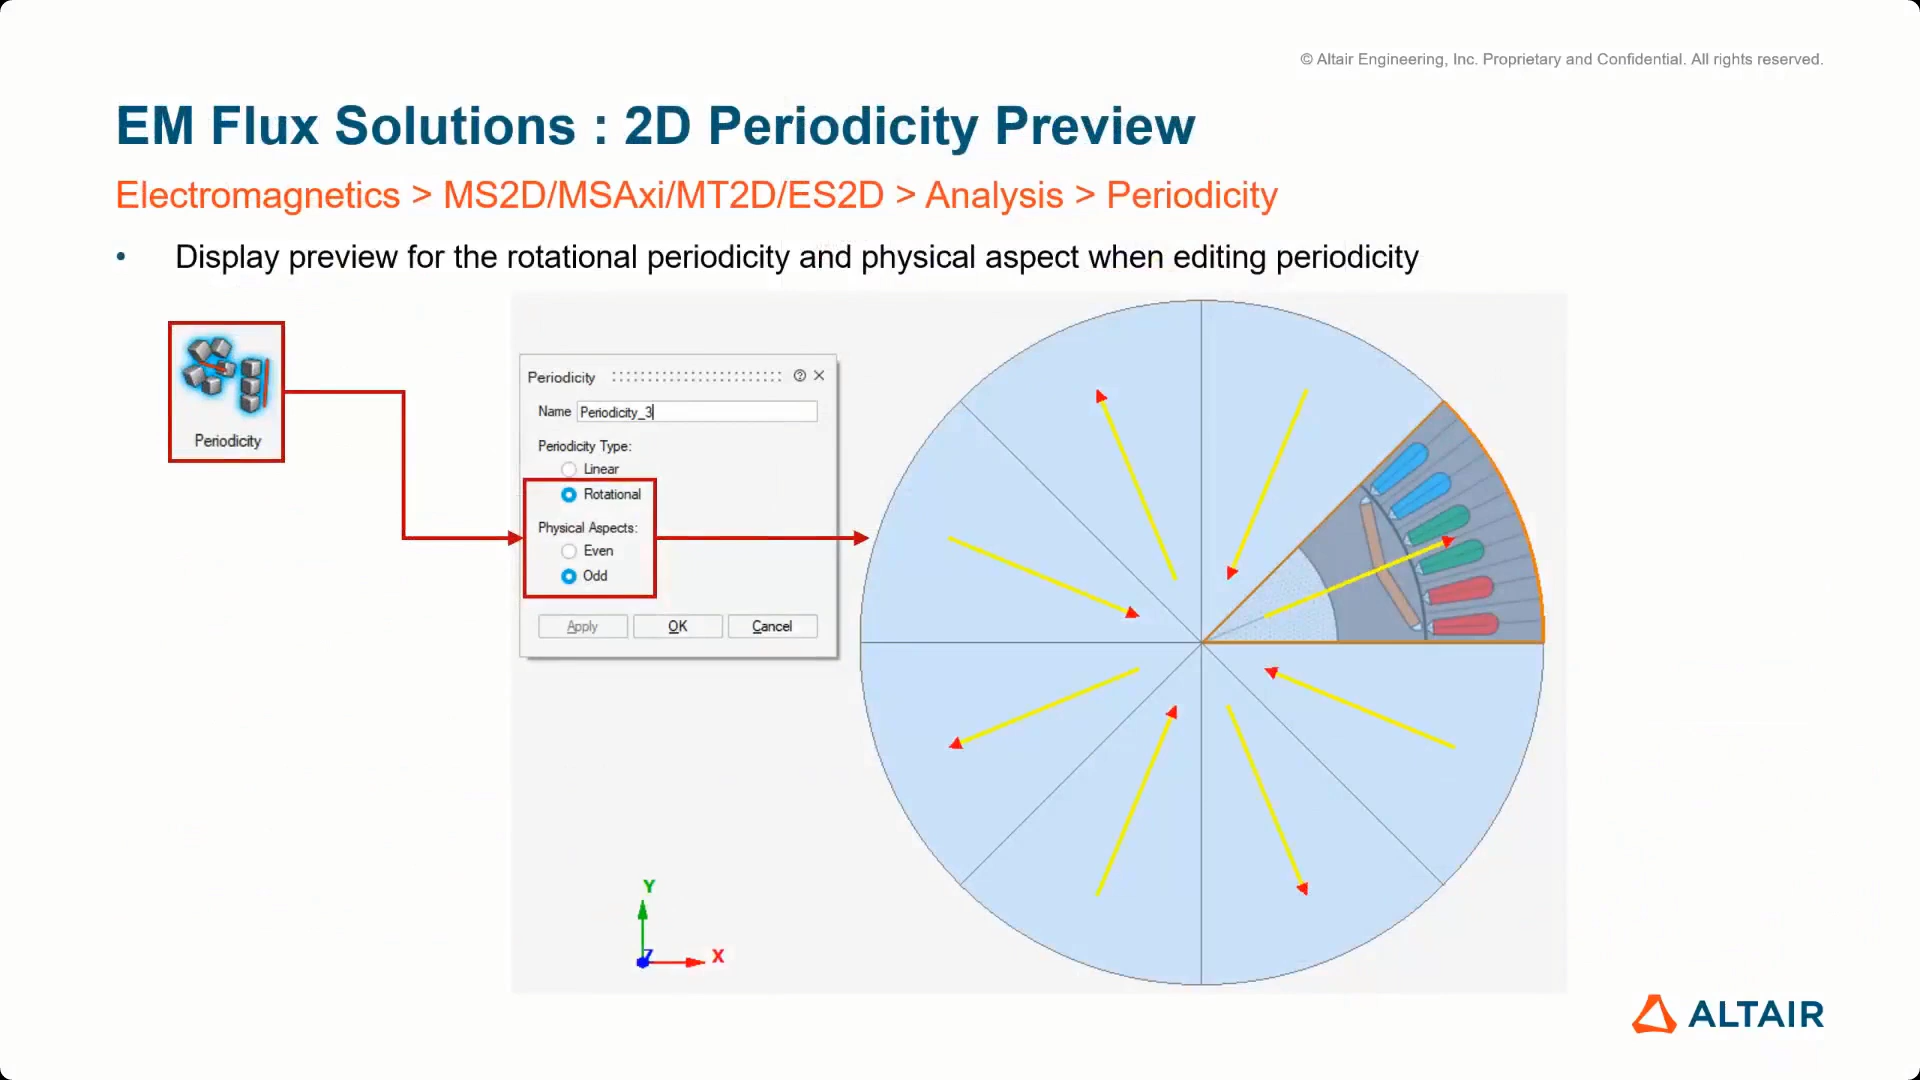 © Altair Engineering, Inc. Proprietary and Confidential. All rights reserved.
EM Flux Solutions : 2D Periodicity Preview
Electromagnetics > MS2D/MSAxi/MT2D/ES2D > Analysis > Periodicity
• Display preview for the rotational periodicity and physical aspect when editing periodicity
Periodicity
Periodicity
Name Periodicity_3
Periodicity Type:
Linear
Rotational
Physical Aspects:
Even
Odd
Apply OK Cancel
Y
Z X
ALTAIR